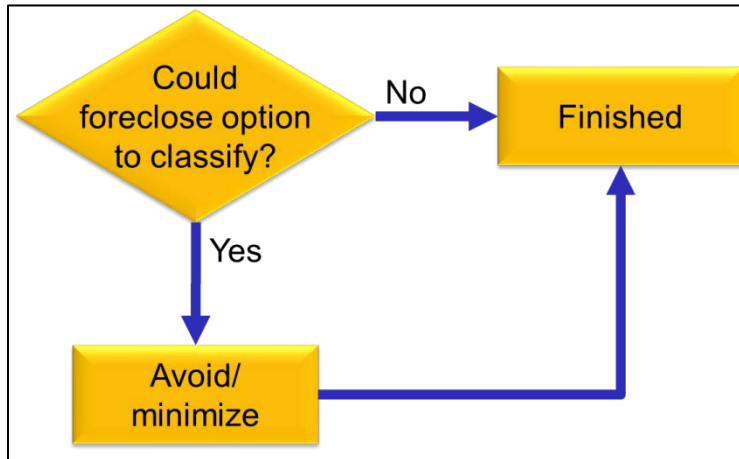 Could
foreclose option
to classify?
No
Finished
Yes
Avoid/
minimize